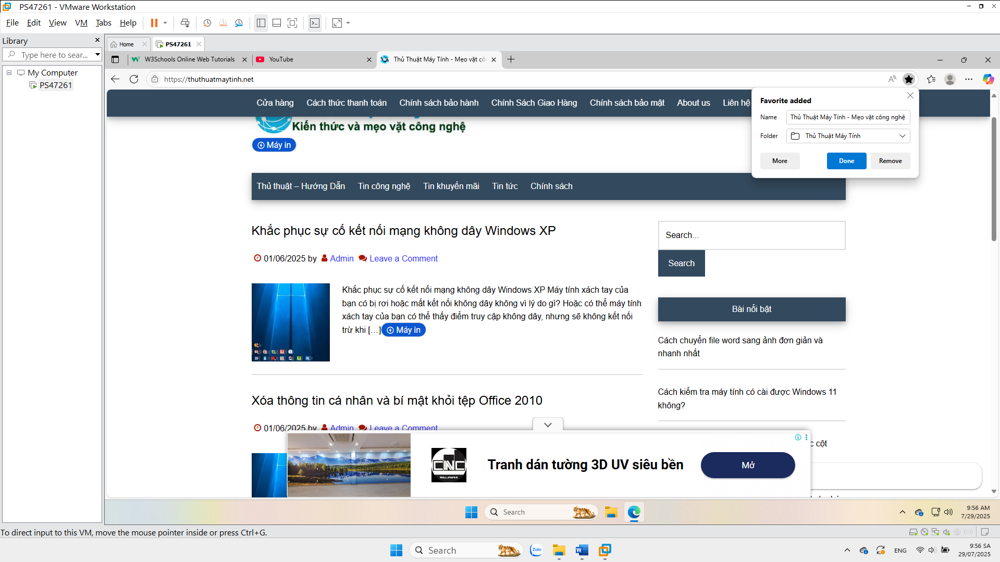 PS47261 - VMware Workstation
File Edit View VM Tabs Help
Library
Type here to sear...
My Computer
PS47261
Home
PS47261
W3Schools Online Web Tutorials
YouTube
Thủ Thuật Máy Tính - Mẹo vặt cô
https://thuthuatmaytinh.net
Cửa hàng Cách thức thanh toán Chính sách bảo hành Chính Sách Giao Hàng Chính sách bảo mật About us Liên hệ
Favorite added
Name Thủ Thuật Máy Tính - Mẹo vặt công nghệ
Folder Thủ Thuật Máy Tính
More Done Remove
Kiến thức và mẹo vặt công nghệ
Máy in
Thủ thuật – Hướng Dẫn Tin công nghệ Tin khuyến mãi Tin tức Chính sách
Khắc phục sự cố kết nối mạng không dây Windows XP
01/06/2025 by Admin Leave a Comment
Khắc phục sự cố kết nối mạng không dây Windows XP Máy tính xách tay của
bạn có bị rơi hoặc mất kết nối không dây không vì lý do gì? Hoặc có thể máy tính
xách tay của bạn có thể thấy điểm truy cập không dây, nhưng sẽ không kết nối
trừ khi […] Máy in
Xóa thông tin cá nhân và bí mật khỏi tệp Office 2010
01/06/2025 by Admin Leave a Comment
Search...
Search
Bài nổi bật
Cách chuyển file word sang ảnh đơn giản và
nhanh nhất
Cách kiểm tra máy tính có cài được Windows 11
không?
c cột
CNC
WALLPAPER
Tranh dán tường 3D UV siêu bền
Mở
Search
9:56 AM
7/29/2025
To direct input to this VM, move the mouse pointer inside or press Ctrl+G.
Search
Zalo
ENG
9:56 SA
29/07/2025